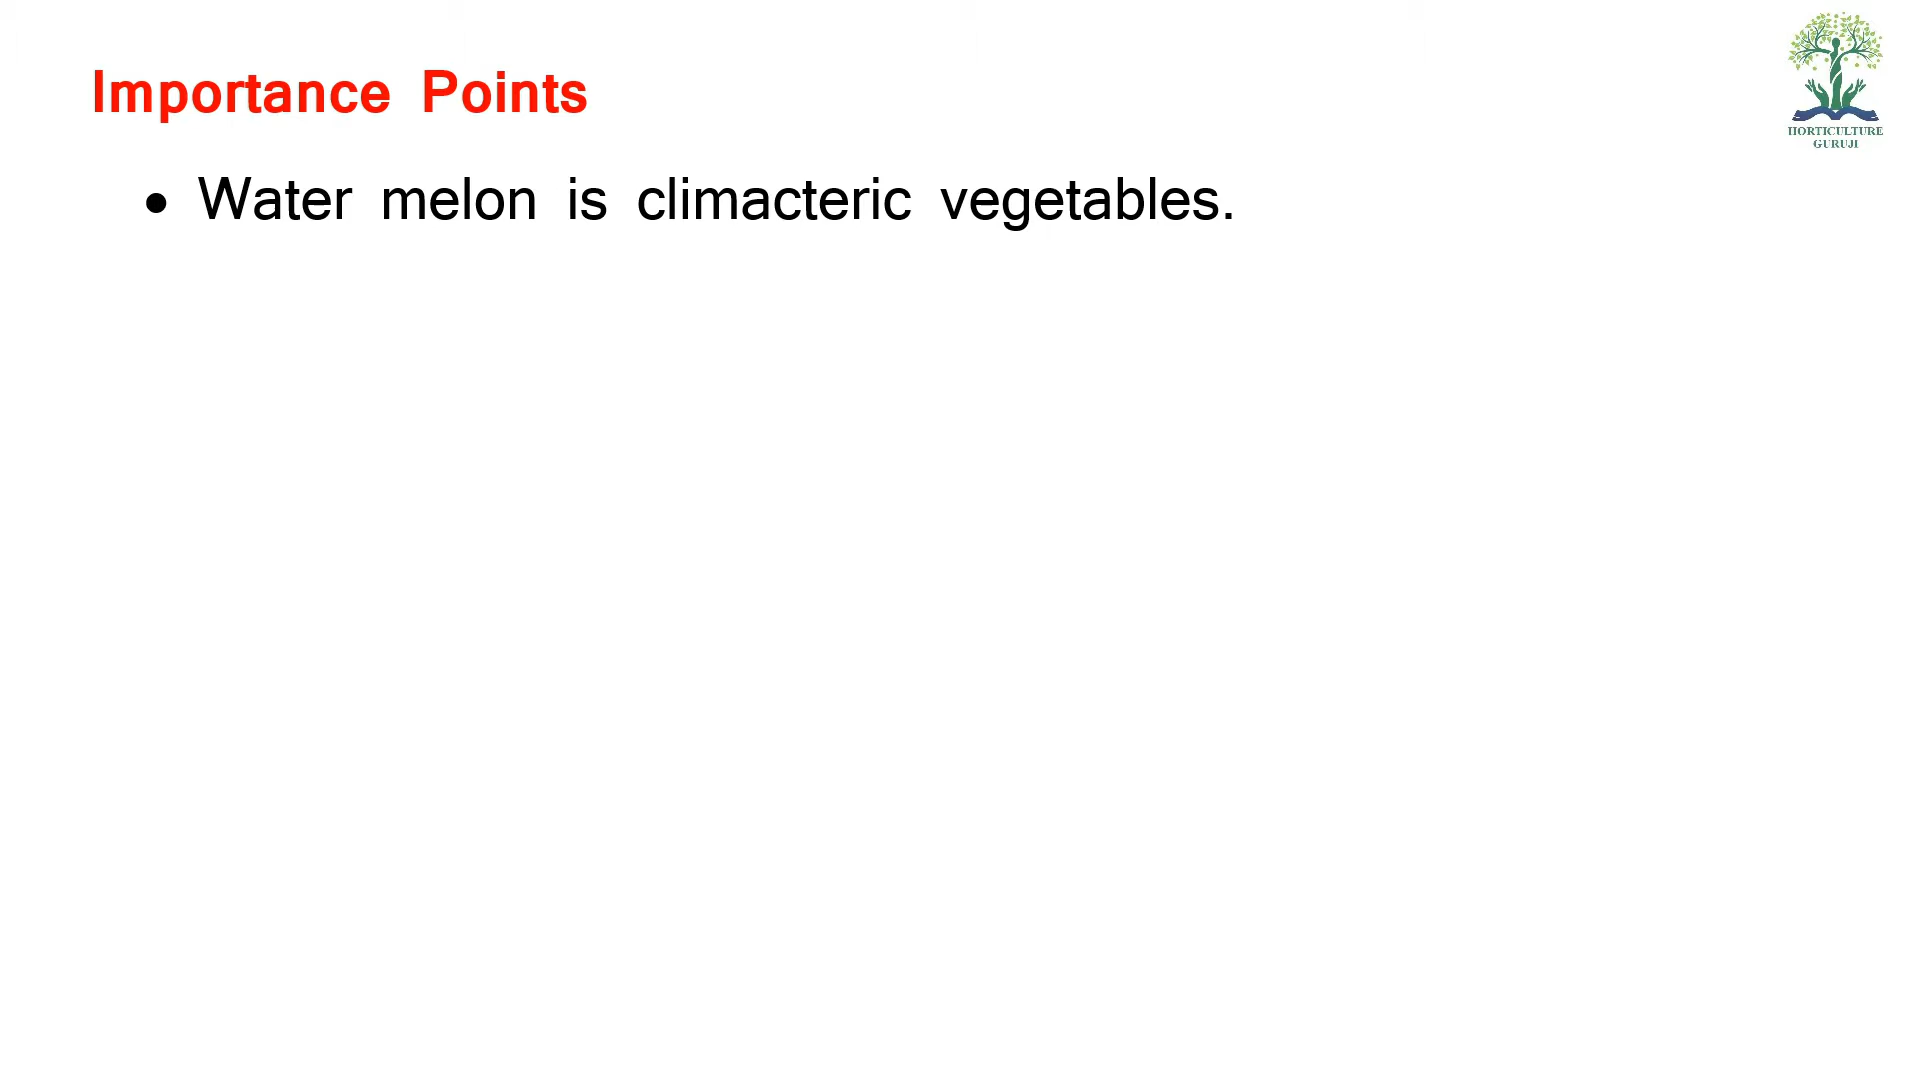 Importance Points
HORTICULTURE
GURUJI
• Water melon is climacteric vegetables.